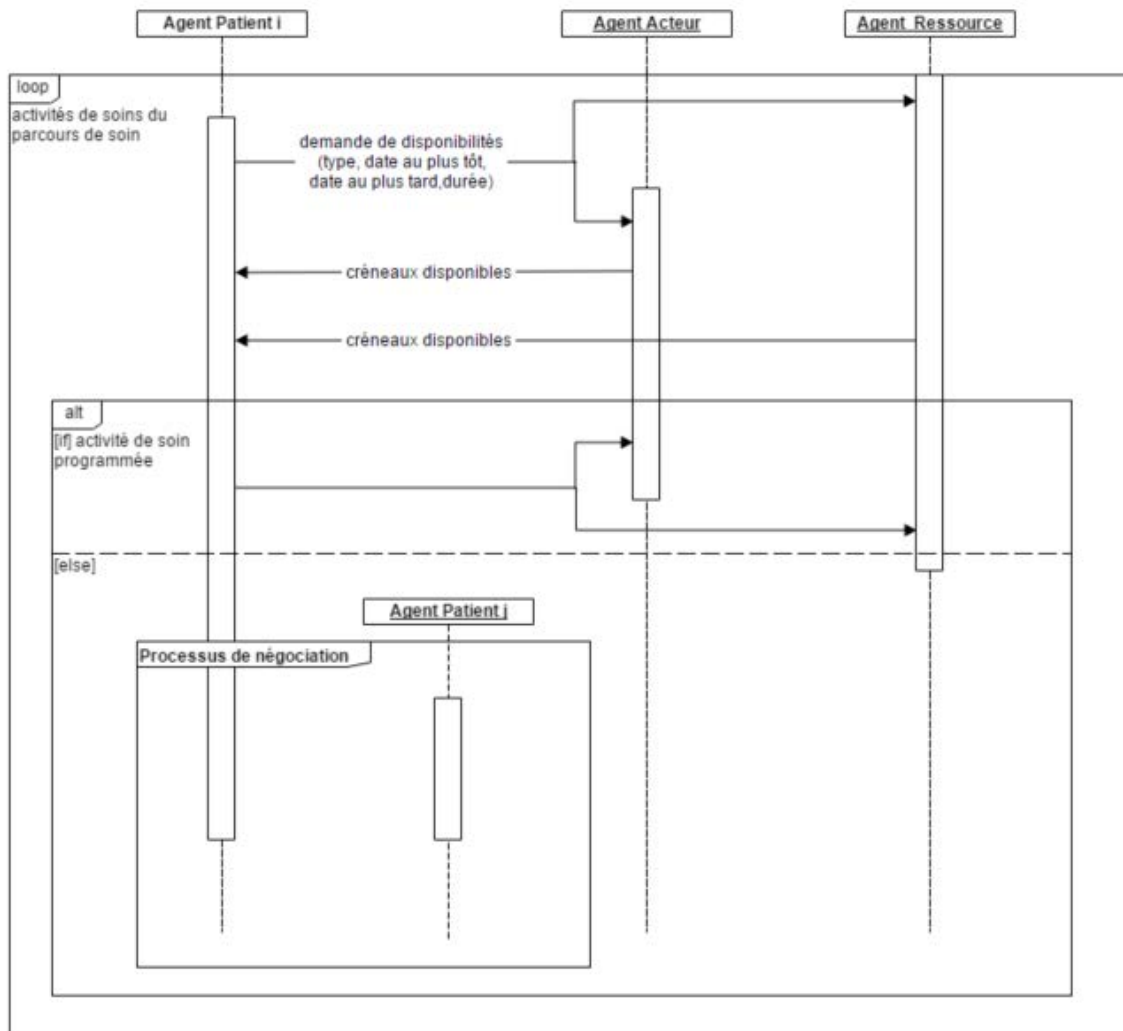 Agent Patient i
Agent Acteur
Agent Ressource
loop
activités de soins du
parcours de soin
demande de disponibilités
(type, date au plus tôt,
date au plus tard,durée)
créneaux disponibles
créneaux disponibles
alt
[if] activité de soin
programmée
[else]
Agent Patient j
Processus de négociation